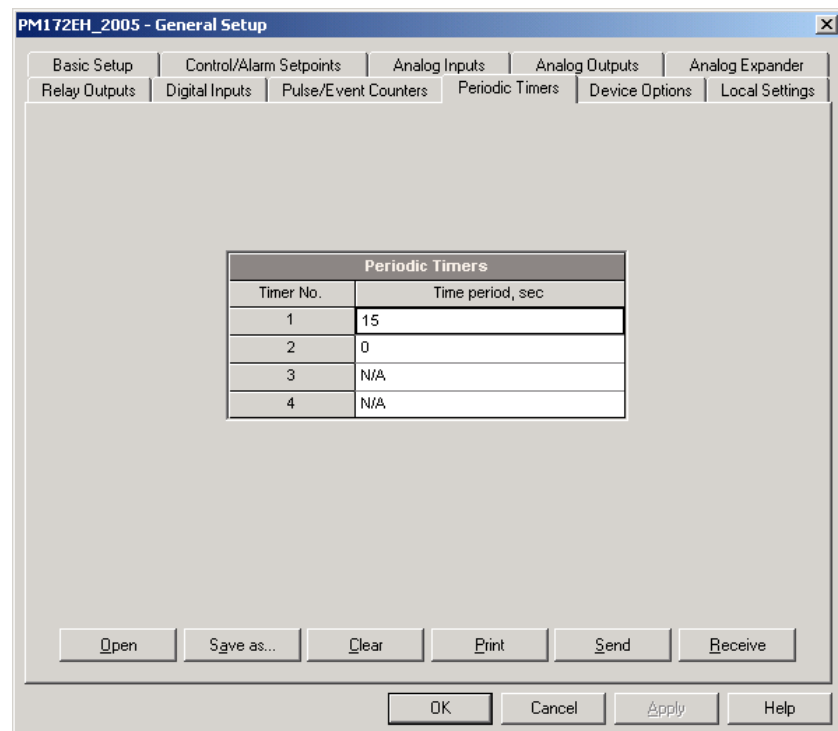 PM172EH_2005 - General Setup
Basic Setup Control/Alarm Setpoints Analog Inputs Analog Outputs Analog Expander
Relay Outputs Digital Inputs Pulse/Event Counters Periodic Timers Device Options Local Settings
Periodic Timers
Timer No. Time period, sec
1 15
2 0
3 N/A
4 N/A
Open Save as... Clear Print Send Receive
OK Cancel Apply Help